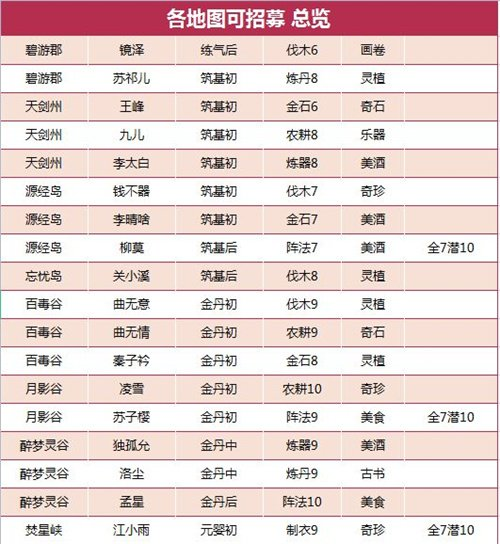 各地图可招募 总览
碧游郡 镜泽 练气后 伐木6 画卷
碧游郡 苏祁儿 筑基初 炼丹8 灵植
天剑州 王峰 筑基初 金石6 奇石
天剑州 九儿 筑基初 农耕8 乐器
天剑州 李太白 筑基初 炼器8 美酒
源经岛 钱不器 筑基初 伐木7 奇珍
源经岛 李晴啥 筑基初 金石7 美酒
源经岛 柳莫 筑基后 阵法7 美酒 全7潜10
忘忧岛 关小溪 筑基后 伐木8 灵植
百毒谷 曲无意 金丹初 伐木9 灵植
百毒谷 曲无情 金丹初 农耕9 奇石
百毒谷 秦子衿 金丹初 金石8 灵植
月影谷 凌雪 金丹初 农耕10 奇珍
月影谷 苏子樱 金丹初 阵法9 美食 全7潜10
醉梦灵谷 独孤允 金丹中 炼器9 美酒
醉梦灵谷 洛尘 金丹中 炼丹9 古书
醉梦灵谷 孟星 金丹后 阵法10 美食
焚星峡 江小雨 元婴初 制衣9 奇珍 全7潜10